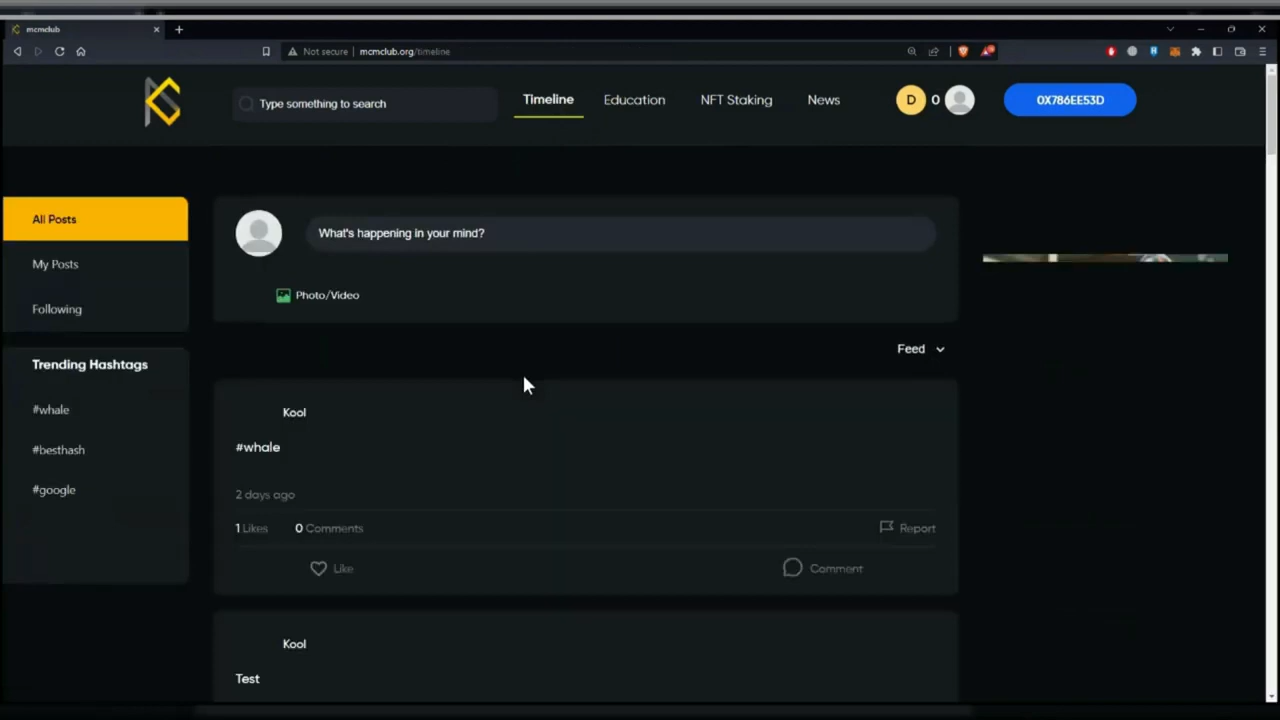 mcmclub
Not secure | mcmclub.org/timeline
Type something to search
Timeline
Education
NFT Staking
News
D
0
0X786EE53D
All Posts
My Posts
Following
Trending Hashtags
#whale
#besthash
#google
What's happening in your mind?
Photo/Video
Feed
Kool
#whale
2 days ago
1 Likes
0 Comments
Report
Like
Comment
Kool
Test